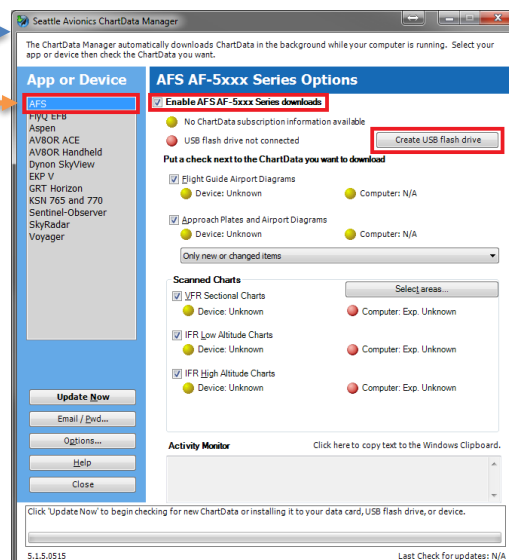 Seattle Avionics ChartData Manager
The ChartData Manager automatically downloads ChartData in the background while your computer is running. Select your
app or device then check the ChartData you want.
App or Device
AFS
FlyQ EFB
Aspen
AV8OR ACE
AV8OR Handheld
Dynon SkyView
EKP V
GRT Horizon
KSN 765 and 770
Sentinel-Observer
SkyRadar
Voyager
Update Now
Email / Pwd...
Options...
Help
Close
AFS AF-5xxx Series Options
Enable AFS AF-5xxx Series downloads
No ChartData subscription information available
USB flash drive not connected
Create USB flash drive
Put a check next to the ChartData you want to download
Flight Guide Airport Diagrams
Device: Unknown Computer: N/A
Approach Plates and Airport Diagrams
Device: Unknown Computer: N/A
Only new or changed items
Scanned Charts
Select areas...
VFR Sectional Charts
Device: Unknown Computer: Exp. Unknown
IFR Low Altitude Charts
Device: Unknown Computer: Exp. Unknown
IFR High Altitude Charts
Device: Unknown Computer: Exp. Unknown
Activity Monitor Click here to copy text to the Windows Clipboard.
Click 'Update Now' to begin checking for new ChartData or installing it to your data card, USB flash drive, or device.
5.1.5.0515 Last Check for updates: N/A